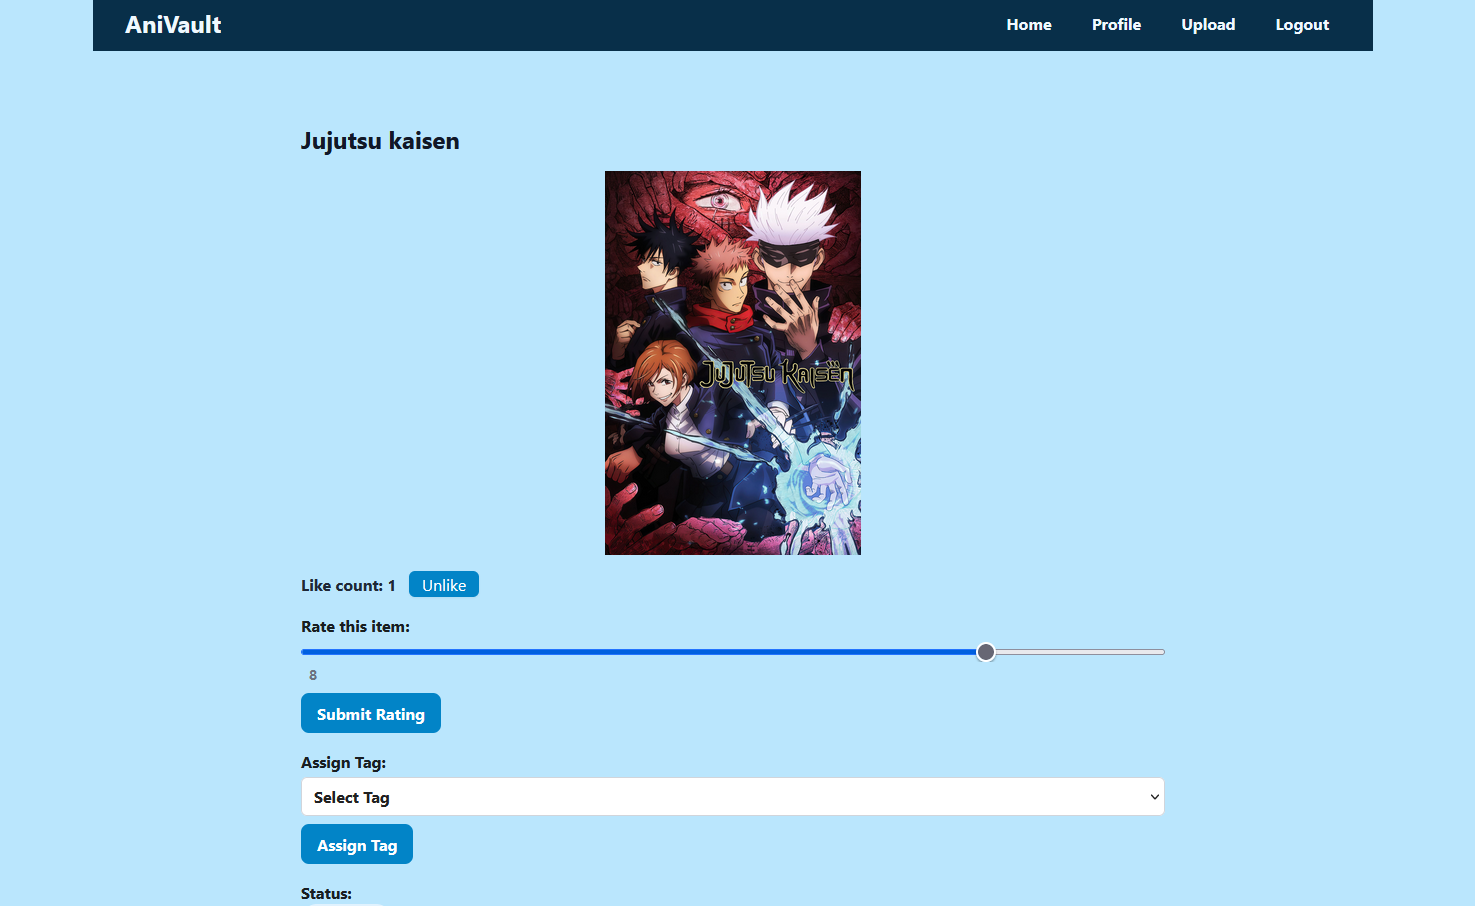 AniVault
Home Profile Upload Logout
Jujutsu kaisen
JUJUTSU KAISEN
Like count: 1 Unlike
Rate this item:
8
Submit Rating
Assign Tag:
Select Tag
Assign Tag
Status: